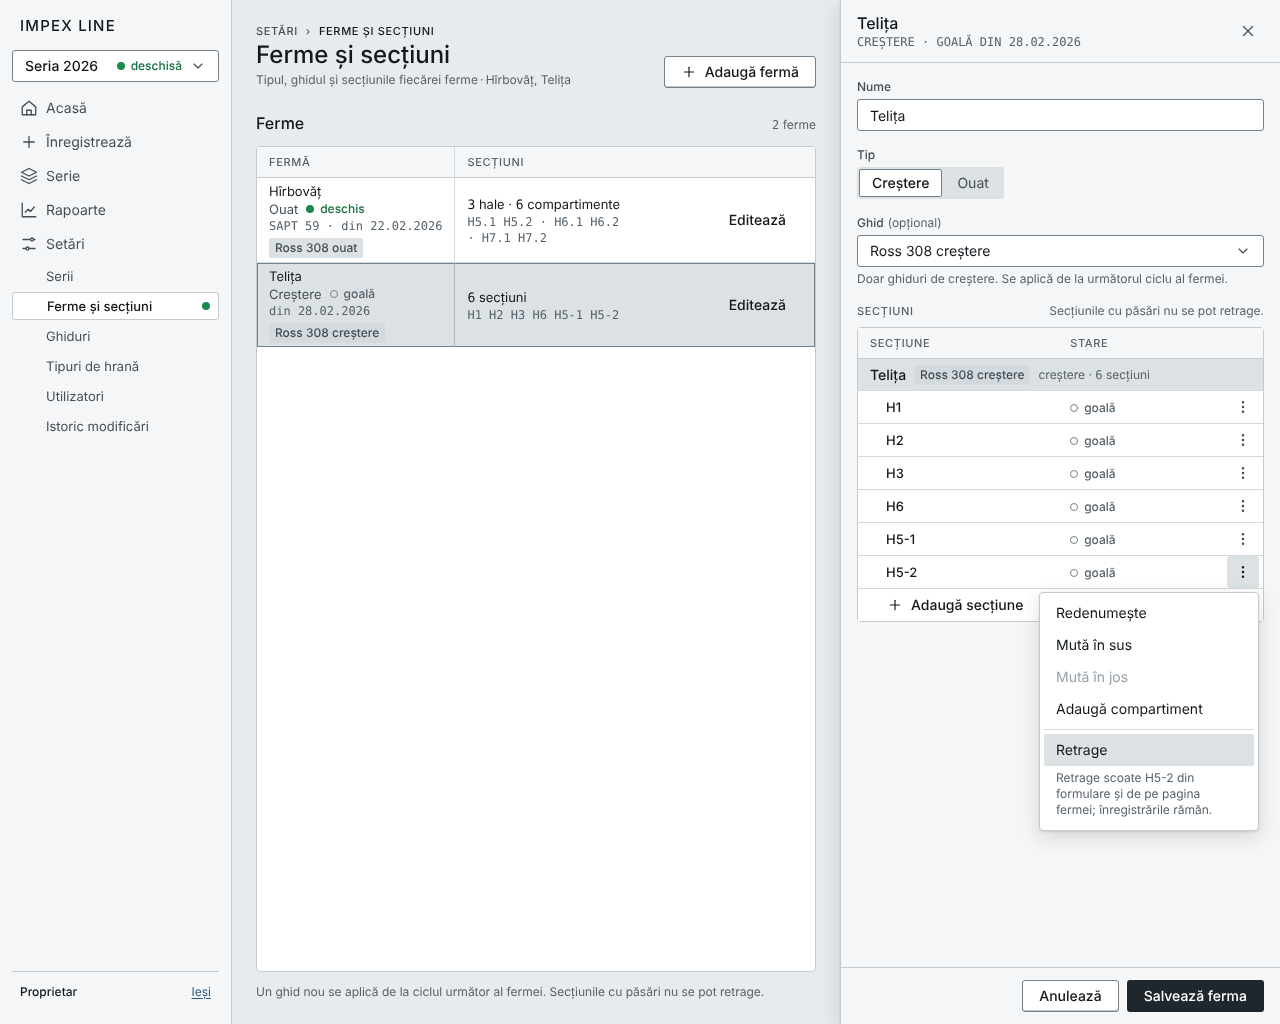 IMPEX LINE
Seria 2026 deschisă
Acasă
Înregistrează
Serie
Rapoarte
Setări
Serii
Ferme și secțiuni
Ghiduri
Tipuri de hrană
Utilizatori
Istoric modificări
Proprietar Ieși
SETĂRI › FERME ȘI SECȚIUNI
Ferme și secțiuni
Tipul, ghidul și secțiunile fiecărei ferme · Hîrbovăț, Telița
Adaugă fermă
Ferme 2 ferme
FERMĂ SECȚIUNI
Hîrbovăț
Ouat deschis
SAPT 59 · din 22.02.2026
Ross 308 ouat
3 hale · 6 compartimente
H5.1 H5.2 · H6.1 H6.2
· H7.1 H7.2
Editează
Telița
Creștere goală
din 28.02.2026
Ross 308 creștere
6 secțiuni
H1 H2 H3 H6 H5-1 H5-2
Editează
Un ghid nou se aplică de la ciclul următor al fermei. Secțiunile cu păsări nu se pot retrage.
Telița
CREȘTERE · GOALĂ DIN 28.02.2026
Nume
Telița
Tip
Creștere Ouat
Ghid (opțional)
Ross 308 creștere
Doar ghiduri de creștere. Se aplică de la următorul ciclu al fermei.
SECȚIUNI Secțiunile cu păsări nu se pot retrage.
SECȚIUNE STARE
Telița Ross 308 creștere creștere · 6 secțiuni
H1 goală
H2 goală
H3 goală
H6 goală
H5-1 goală
H5-2 goală
Adaugă secțiune
Redenumește
Mută în sus
Mută în jos
Adaugă compartiment
Retrage
Retrage scoate H5-2 din
formulare și de pe pagina
fermei; înregistrările rămân.
Anulează Salvează ferma